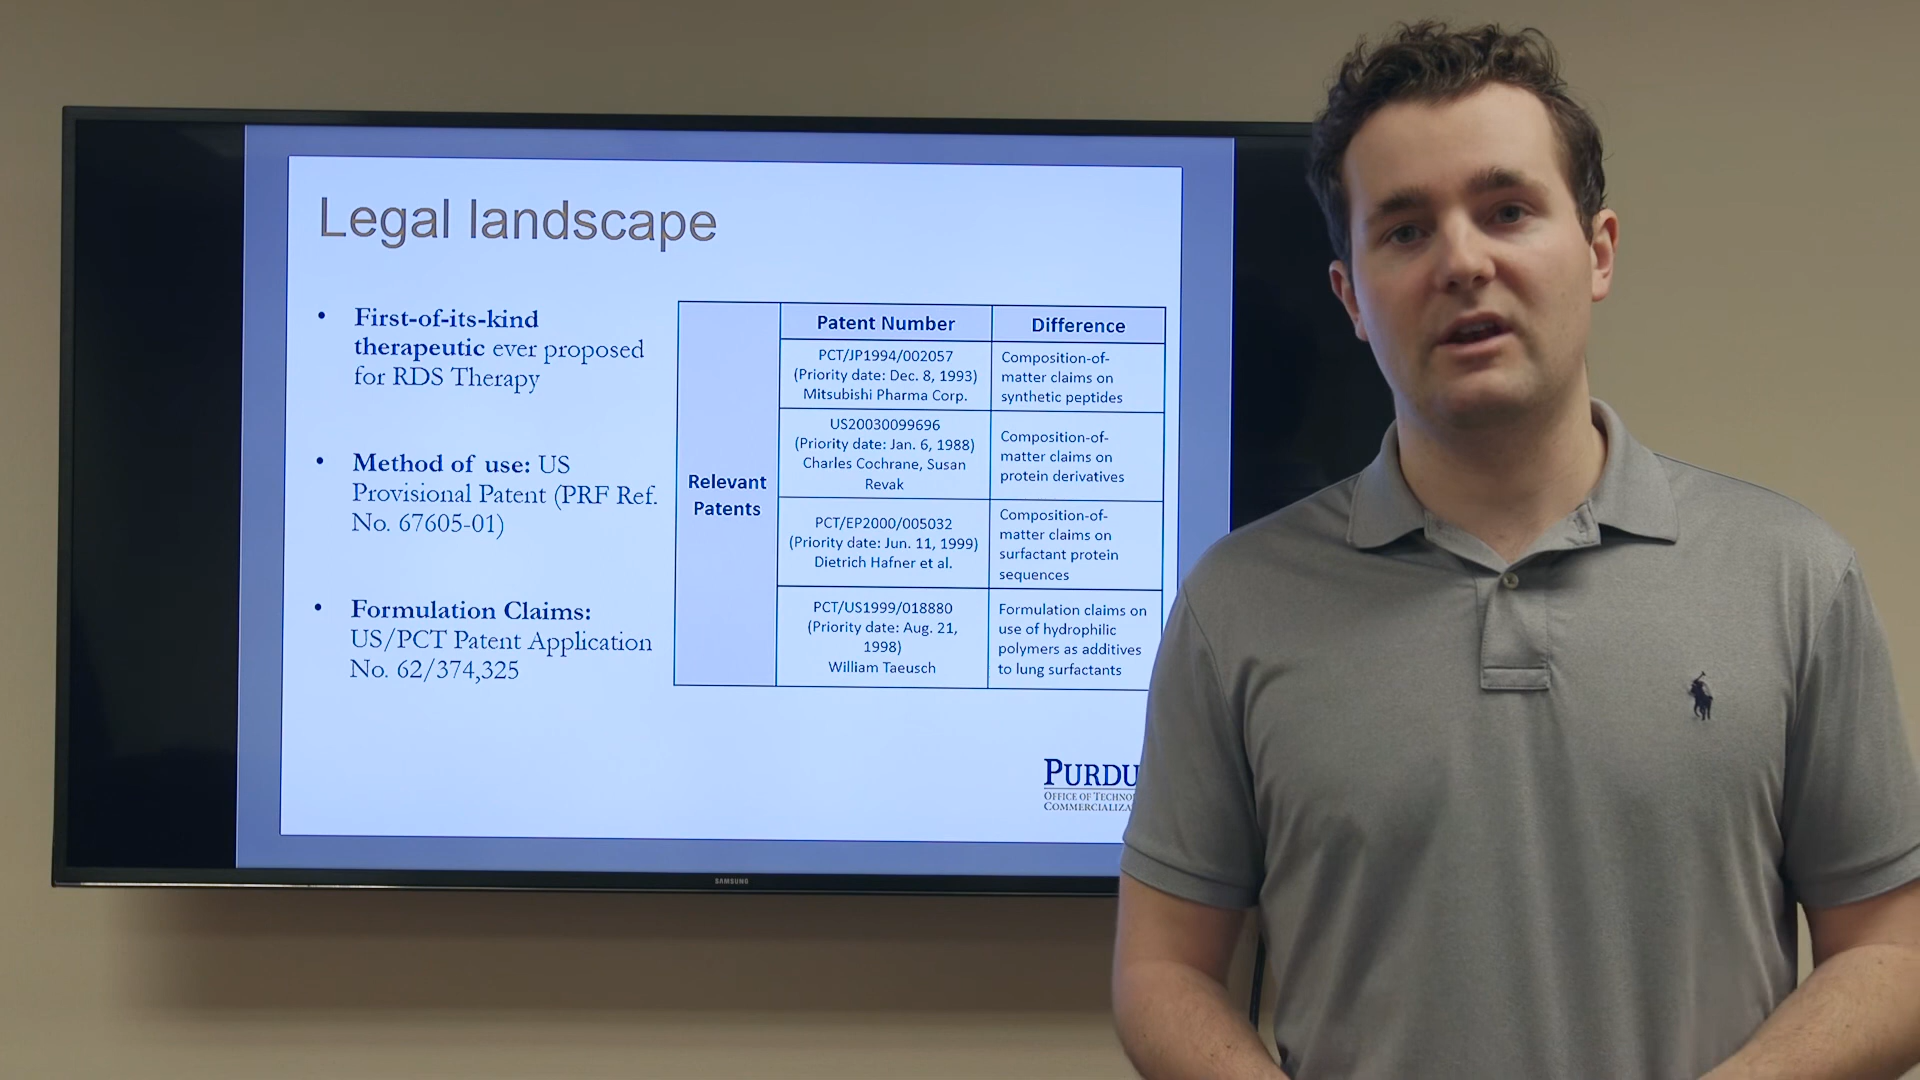 Legal landscape
• First-of-its-kind
therapeutic ever proposed
for RDS Therapy
• Method of use: US
Provisional Patent (PRF Ref.
No. 67605-01)
• Formulation Claims:
US/PCT Patent Application
No. 62/374,325
Relevant
Patents
Patent Number
Difference
PCT/JP1994/002057
(Priority date: Dec. 8, 1993)
Mitsubishi Pharma Corp.
Composition-of-
matter claims on
synthetic peptides
US20030099696
(Priority date: Jan. 6, 1988)
Charles Cochrane, Susan
Revak
Composition-of-
matter claims on
protein derivatives
PCT/EP2000/005032
(Priority date: Jun. 11, 1999)
Dietrich Hafner et al.
Composition-of-
matter claims on
surfactant protein
sequences
PCT/US1999/018880
(Priority date: Aug. 21,
1998)
William Taeusch
Formulation claims on
use of hydrophilic
polymers as additives
to lung surfactants
PURDU
OFFICE OF TECHNO
COMMERCIALIZA
SAMSUNG